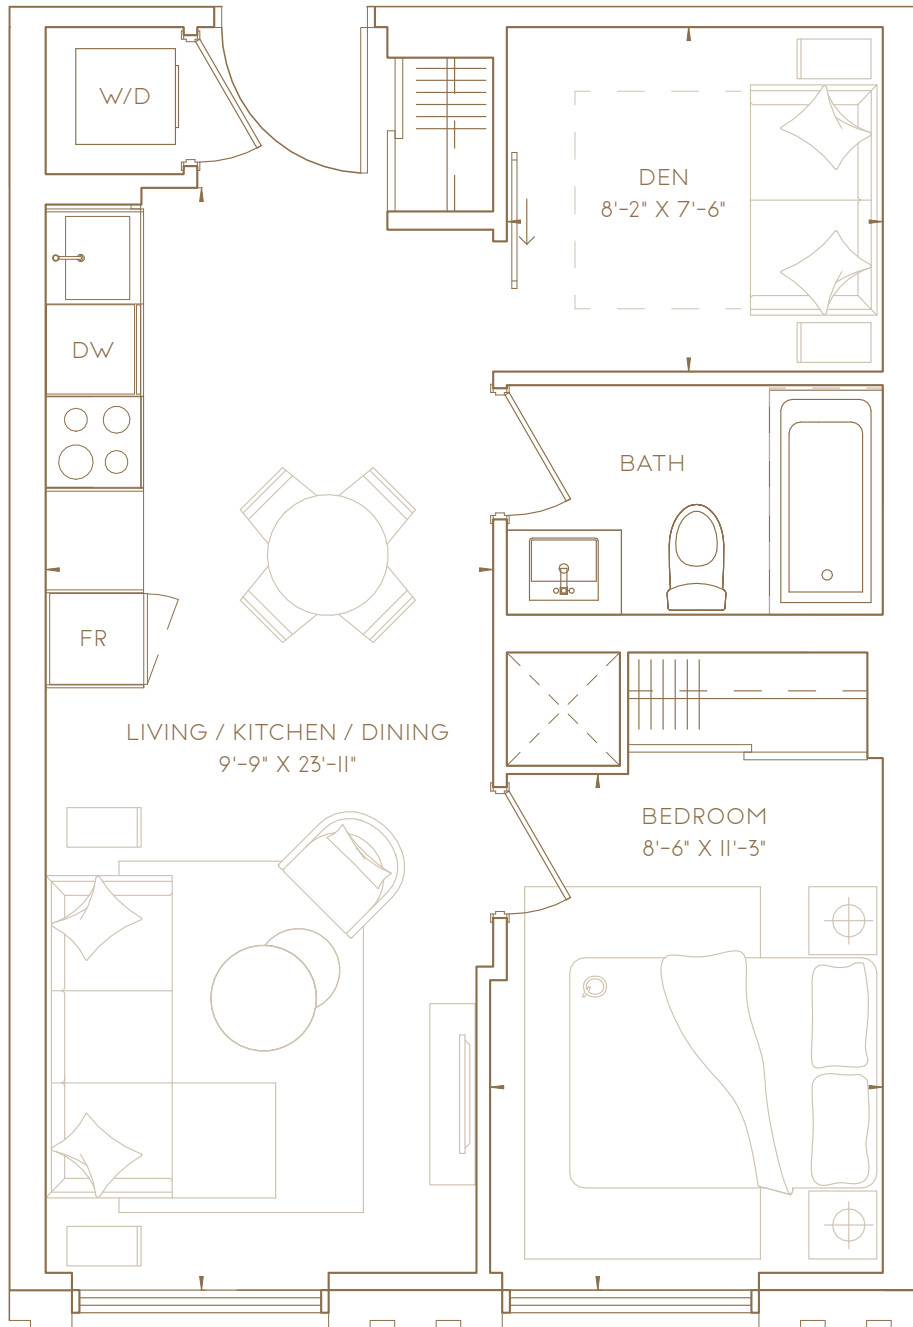 W/D
DEN
8'-2" X 7'-6"
DW
BATH
FR
LIVING / KITCHEN / DINING
9'-9" X 23'-11"
BEDROOM
8'-6" X 11'-3"